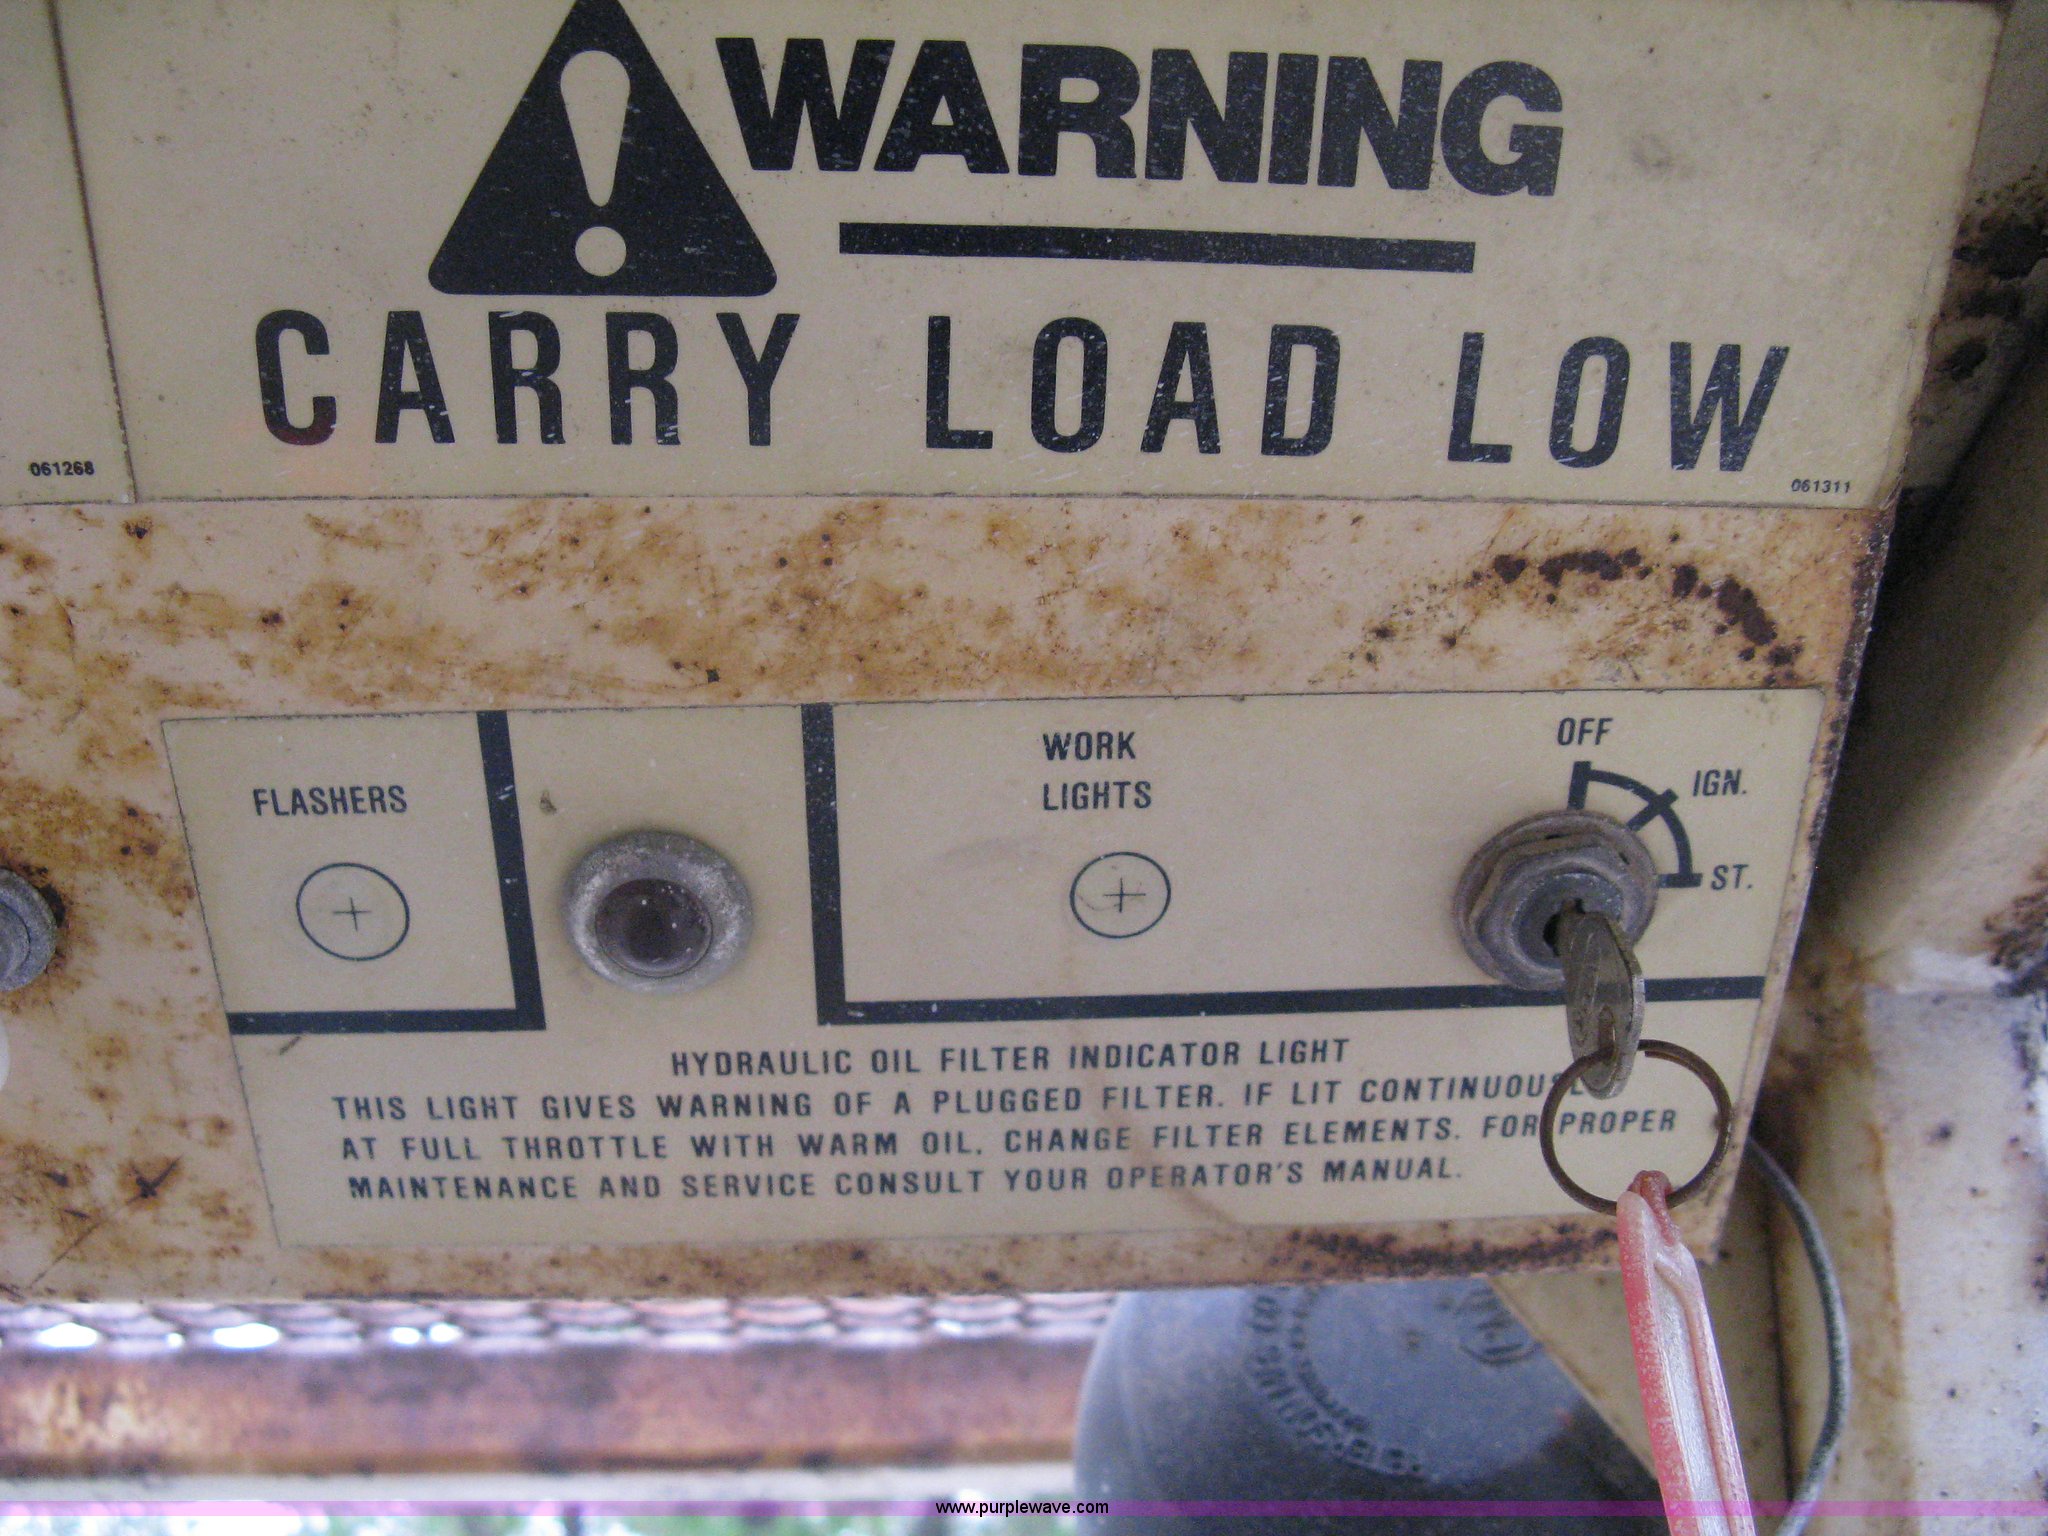 WARNING
CARRY LOAD LOW
061268
061311
FLASHERS
WORK
LIGHTS
OFF
IGN.
ST.
HYDRAULIC OIL FILTER INDICATOR LIGHT
THIS LIGHT GIVES WARNING OF A PLUGGED FILTER. IF LIT CONTINUOUSLY
AT FULL THROTTLE WITH WARM OIL, CHANGE FILTER ELEMENTS. FOR PROPER
MAINTENANCE AND SERVICE CONSULT YOUR OPERATOR'S MANUAL.
www.purplewave.com